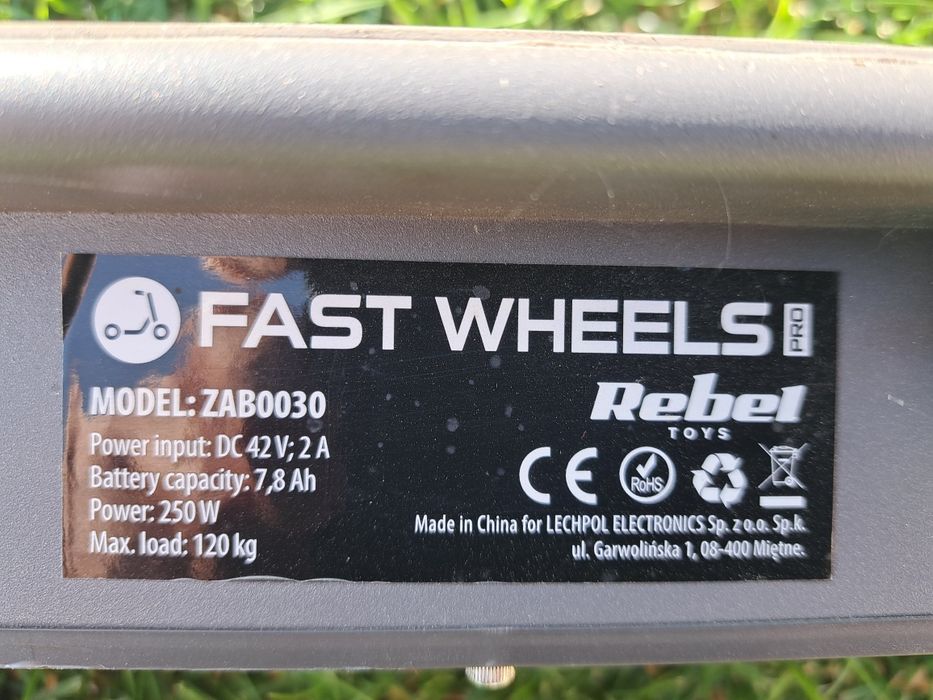 FAST WHEELS PRO
MODEL: ZAB0030
Power input: DC 42 V; 2 A
Battery capacity: 7,8 Ah
Power: 250 W
Max. load: 120 kg
Rebel
TOYS
CE RoHS
Made in China for LECHPOL ELECTRONICS Sp. z o.o. Sp.k.
ul. Garwolińska 1, 08-400 Miętne.